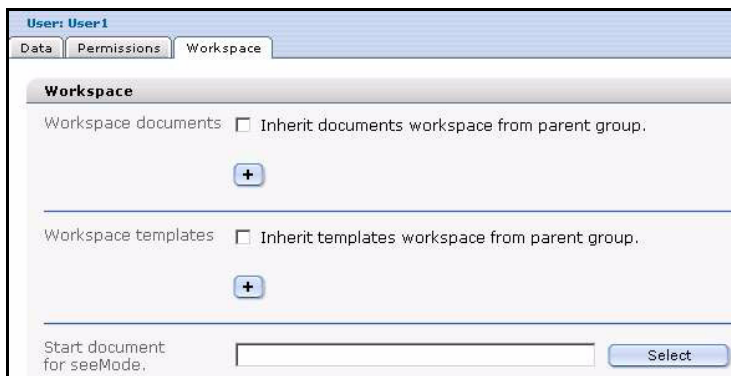 User: User1
Data Permissions Workspace
Workspace
Workspace documents Inherit documents workspace from parent group.
+
Workspace templates Inherit templates workspace from parent group.
+
Start document
for seeMode.
Select